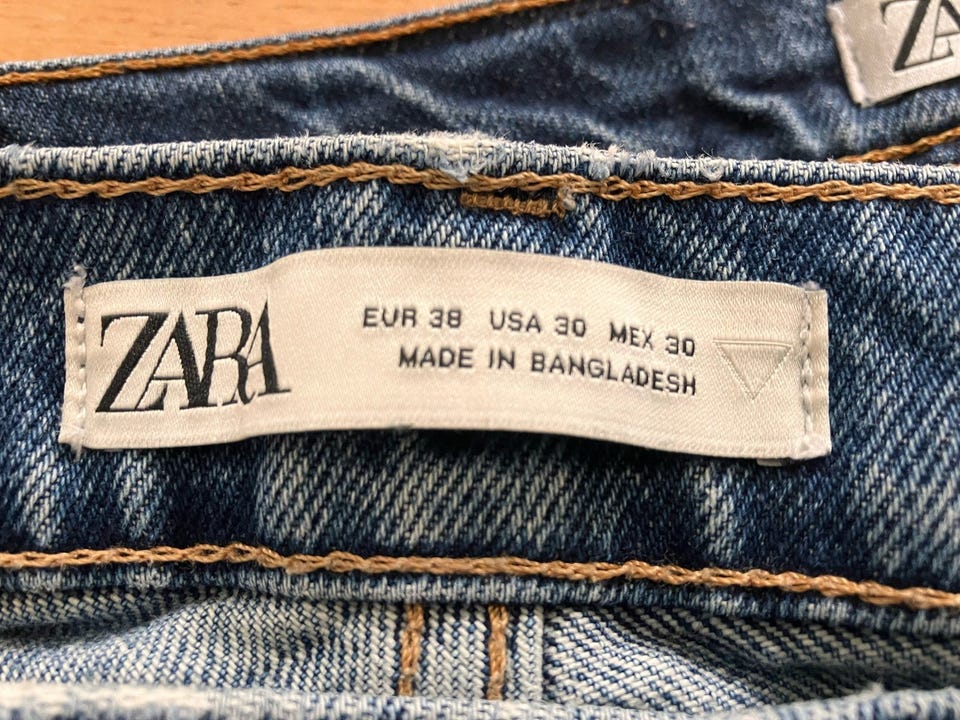 ZARA
EUR 38 USA 30 MEX 30
MADE IN BANGLADESH